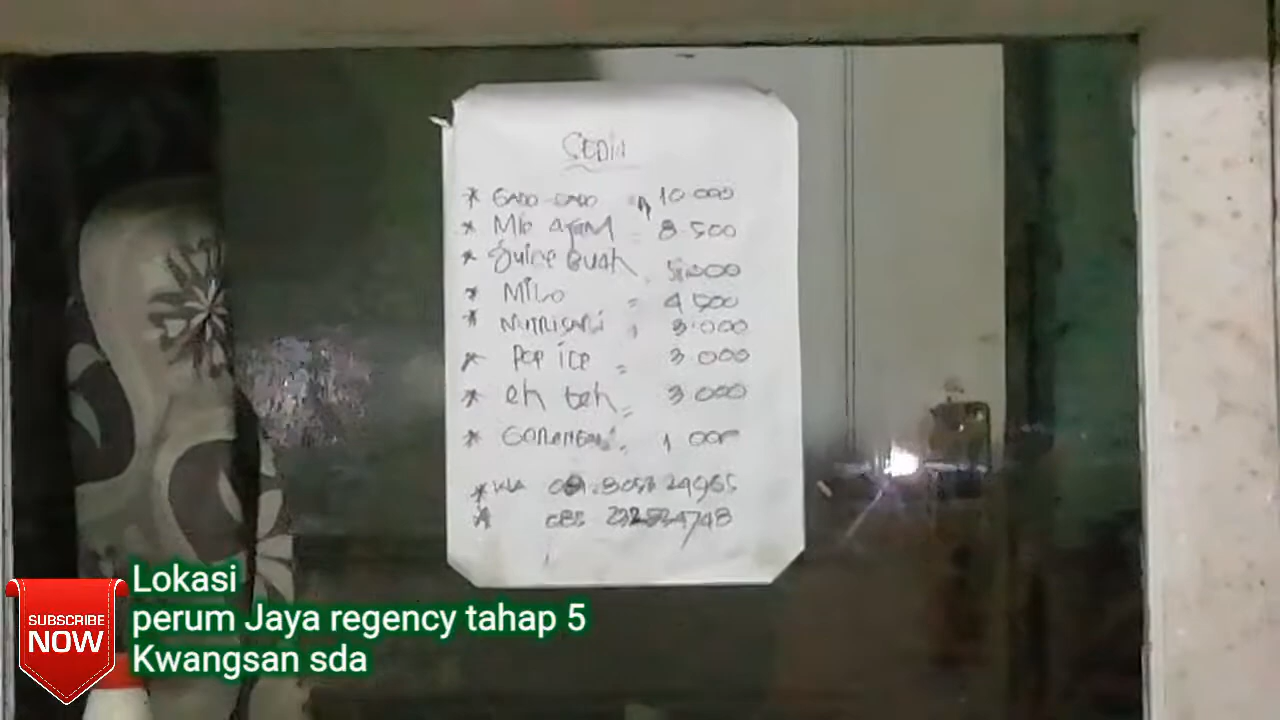 SEDIA
* GADO-GADO = 10.000
* Mie ayam = 8.500
* Juice Buah 5.000
* MILO = 4.500
* NUTRISARI = 3.000
* POP ICE = 3.000
* eh teh = 3.000
* GORENGAN = 1.000
* WA
Lokasi
perum Jaya regency tahap 5
Kwangsan sda
SUBSCRIBE
NOW